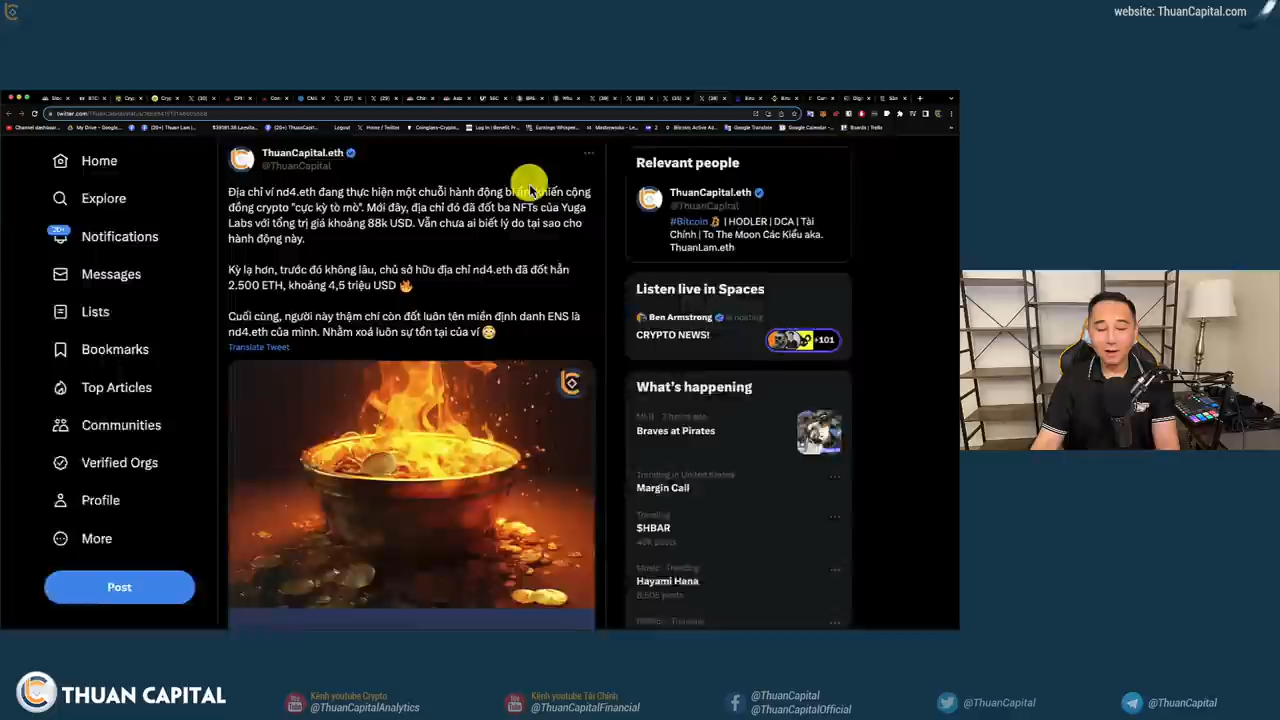 website: ThuanCapital.com
Home
Explore
20+
Notifications
Messages
Lists
Bookmarks
Top Articles
Communities
Verified Orgs
Profile
More
Post
ThuanCapital.eth
@ThuanCapital
Địa chỉ ví nd4.eth đang thực hiện một chuỗi hành động bí ẩn khiến cộng
đồng crypto "cực kỳ tò mò". Mới đây, địa chỉ đó đã đốt ba NFTs của Yuga
Labs với tổng trị giá khoảng 88k USD. Vẫn chưa ai biết lý do tại sao cho
hành động này.
Kỳ lạ hơn, trước đó không lâu, chủ sở hữu địa chỉ nd4.eth đã đốt hẳn
2.500 ETH, khoảng 4,5 triệu USD 🔥
Cuối cùng, người này thậm chí còn đốt luôn tên miền định danh ENS là
nd4.eth của mình. Nhằm xoá luôn sự tồn tại của ví 😳
Translate Tweet
Relevant people
ThuanCapital.eth
@ThuanCapital
#Bitcoin | HODLER | DCA | Tài
Chính | To The Moon Các Kiểu aka.
ThuanLam.eth
Listen live in Spaces
Ben Armstrong is hosting
CRYPTO NEWS!
+101
What's happening
MLB · 2 hours ago
Braves at Pirates
Trending in United States
Margin Call
Trending
$HBAR
posts
Music · Trending
Hayami Hana
posts
THUAN CAPITAL
Kênh youtube Crypto
@ThuanCapitalAnalytics
Kênh youtube Tài Chính
@ThuanCapitalFinancial
@ThuanCapital
@ThuanCapitalOfficial
@ThuanCapital
@ThuanCapital